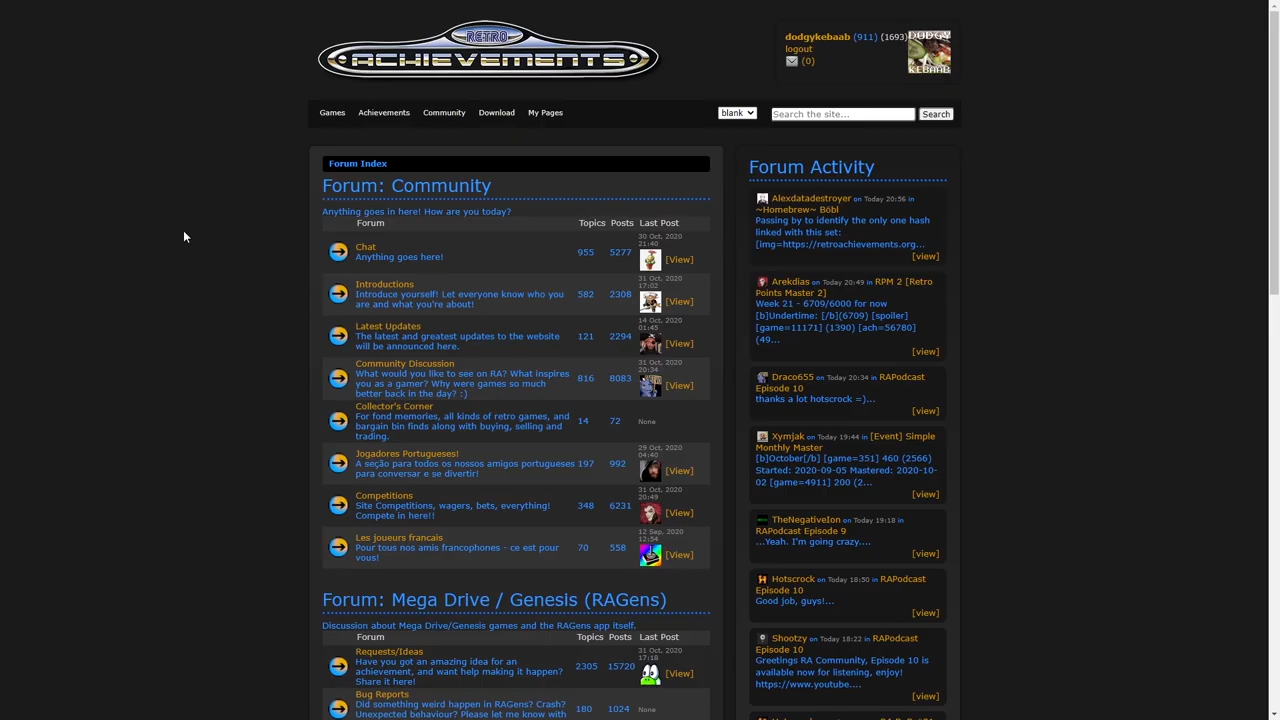 RETRO
ACHIEVEMENTS
dodgykebaab (911) (1693)
logout
(0)
DODGY
KEBAAB
Games Achievements Community Download My Pages
blank
Search the site...
Search
Forum Index
Forum: Community
Anything goes in here! How are you today?
Forum Topics Posts Last Post
Chat
Anything goes here!
955 5277
30 Oct, 2020
21:40
[View]
Introductions
Introduce yourself! Let everyone know who you
are and what you're about!
582 2308
31 Oct, 2020
17:02
[View]
Latest Updates
The latest and greatest updates to the website
will be announced here.
121 2294
14 Oct, 2020
01:45
[View]
Community Discussion
What would you like to see on RA? What inspires
you as a gamer? Why were games so much
better back in the day? :)
816 8083
31 Oct, 2020
20:34
[View]
Collector's Corner
For fond memories, all kinds of retro games, and
bargain bin finds along with buying, selling and
trading.
14 72
None
Jogadores Portugueses!
A seção para todos os nossos amigos portugueses
para conversar e se divertir!
197 992
29 Oct, 2020
04:40
[View]
Competitions
Site Competitions, wagers, bets, everything!
Compete in here!!
348 6231
31 Oct, 2020
20:49
[View]
Les joueurs francais
Pour tous nos amis francophones - ce est pour
vous!
70 558
12 Sep, 2020
12:54
[View]
Forum: Mega Drive / Genesis (RAGens)
Discussion about Mega Drive/Genesis games and the RAGens app itself.
Forum Topics Posts Last Post
Requests/Ideas
Have you got an amazing idea for an
achievement, and want help making it happen?
Share it here!
2305 15720
31 Oct, 2020
17:18
[View]
Bug Reports
Did something weird happen in RAGens? Crash?
Unexpected behaviour? Please let me know with
180 1024
None
Forum Activity
Alexdatadestroyer on Today 20:56 in
~Homebrew~ Böbl
Passing by to identify the only one hash
linked with this set:
[img=https://retroachievements.org...
[view]
Arekdias on Today 20:49 in RPM 2 [Retro
Points Master 2]
Week 21 - 6709/6000 for now
[b]Undertime: [/b](6709) [spoiler]
[game=11171] (1390) [ach=56780]
(49...
[view]
Draco655 on Today 20:34 in RAPodcast
Episode 10
thanks a lot hotscrock =)...
[view]
Xymjak on Today 19:44 in [Event] Simple
Monthly Master
[b]October[/b] [game=351] 460 (2566)
Started: 2020-09-05 Mastered: 2020-10-
02 [game=4911] 200 (2...
[view]
TheNegativeIon on Today 19:18 in
RAPodcast Episode 9
...Yeah. I'm going crazy....
[view]
Hotscrock on Today 18:50 in RAPodcast
Episode 10
Good job, guys!...
[view]
Shootzy on Today 18:22 in RAPodcast
Episode 10
Greetings RA Community, Episode 10 is
available now for listening, enjoy!
https://www.youtube....
[view]